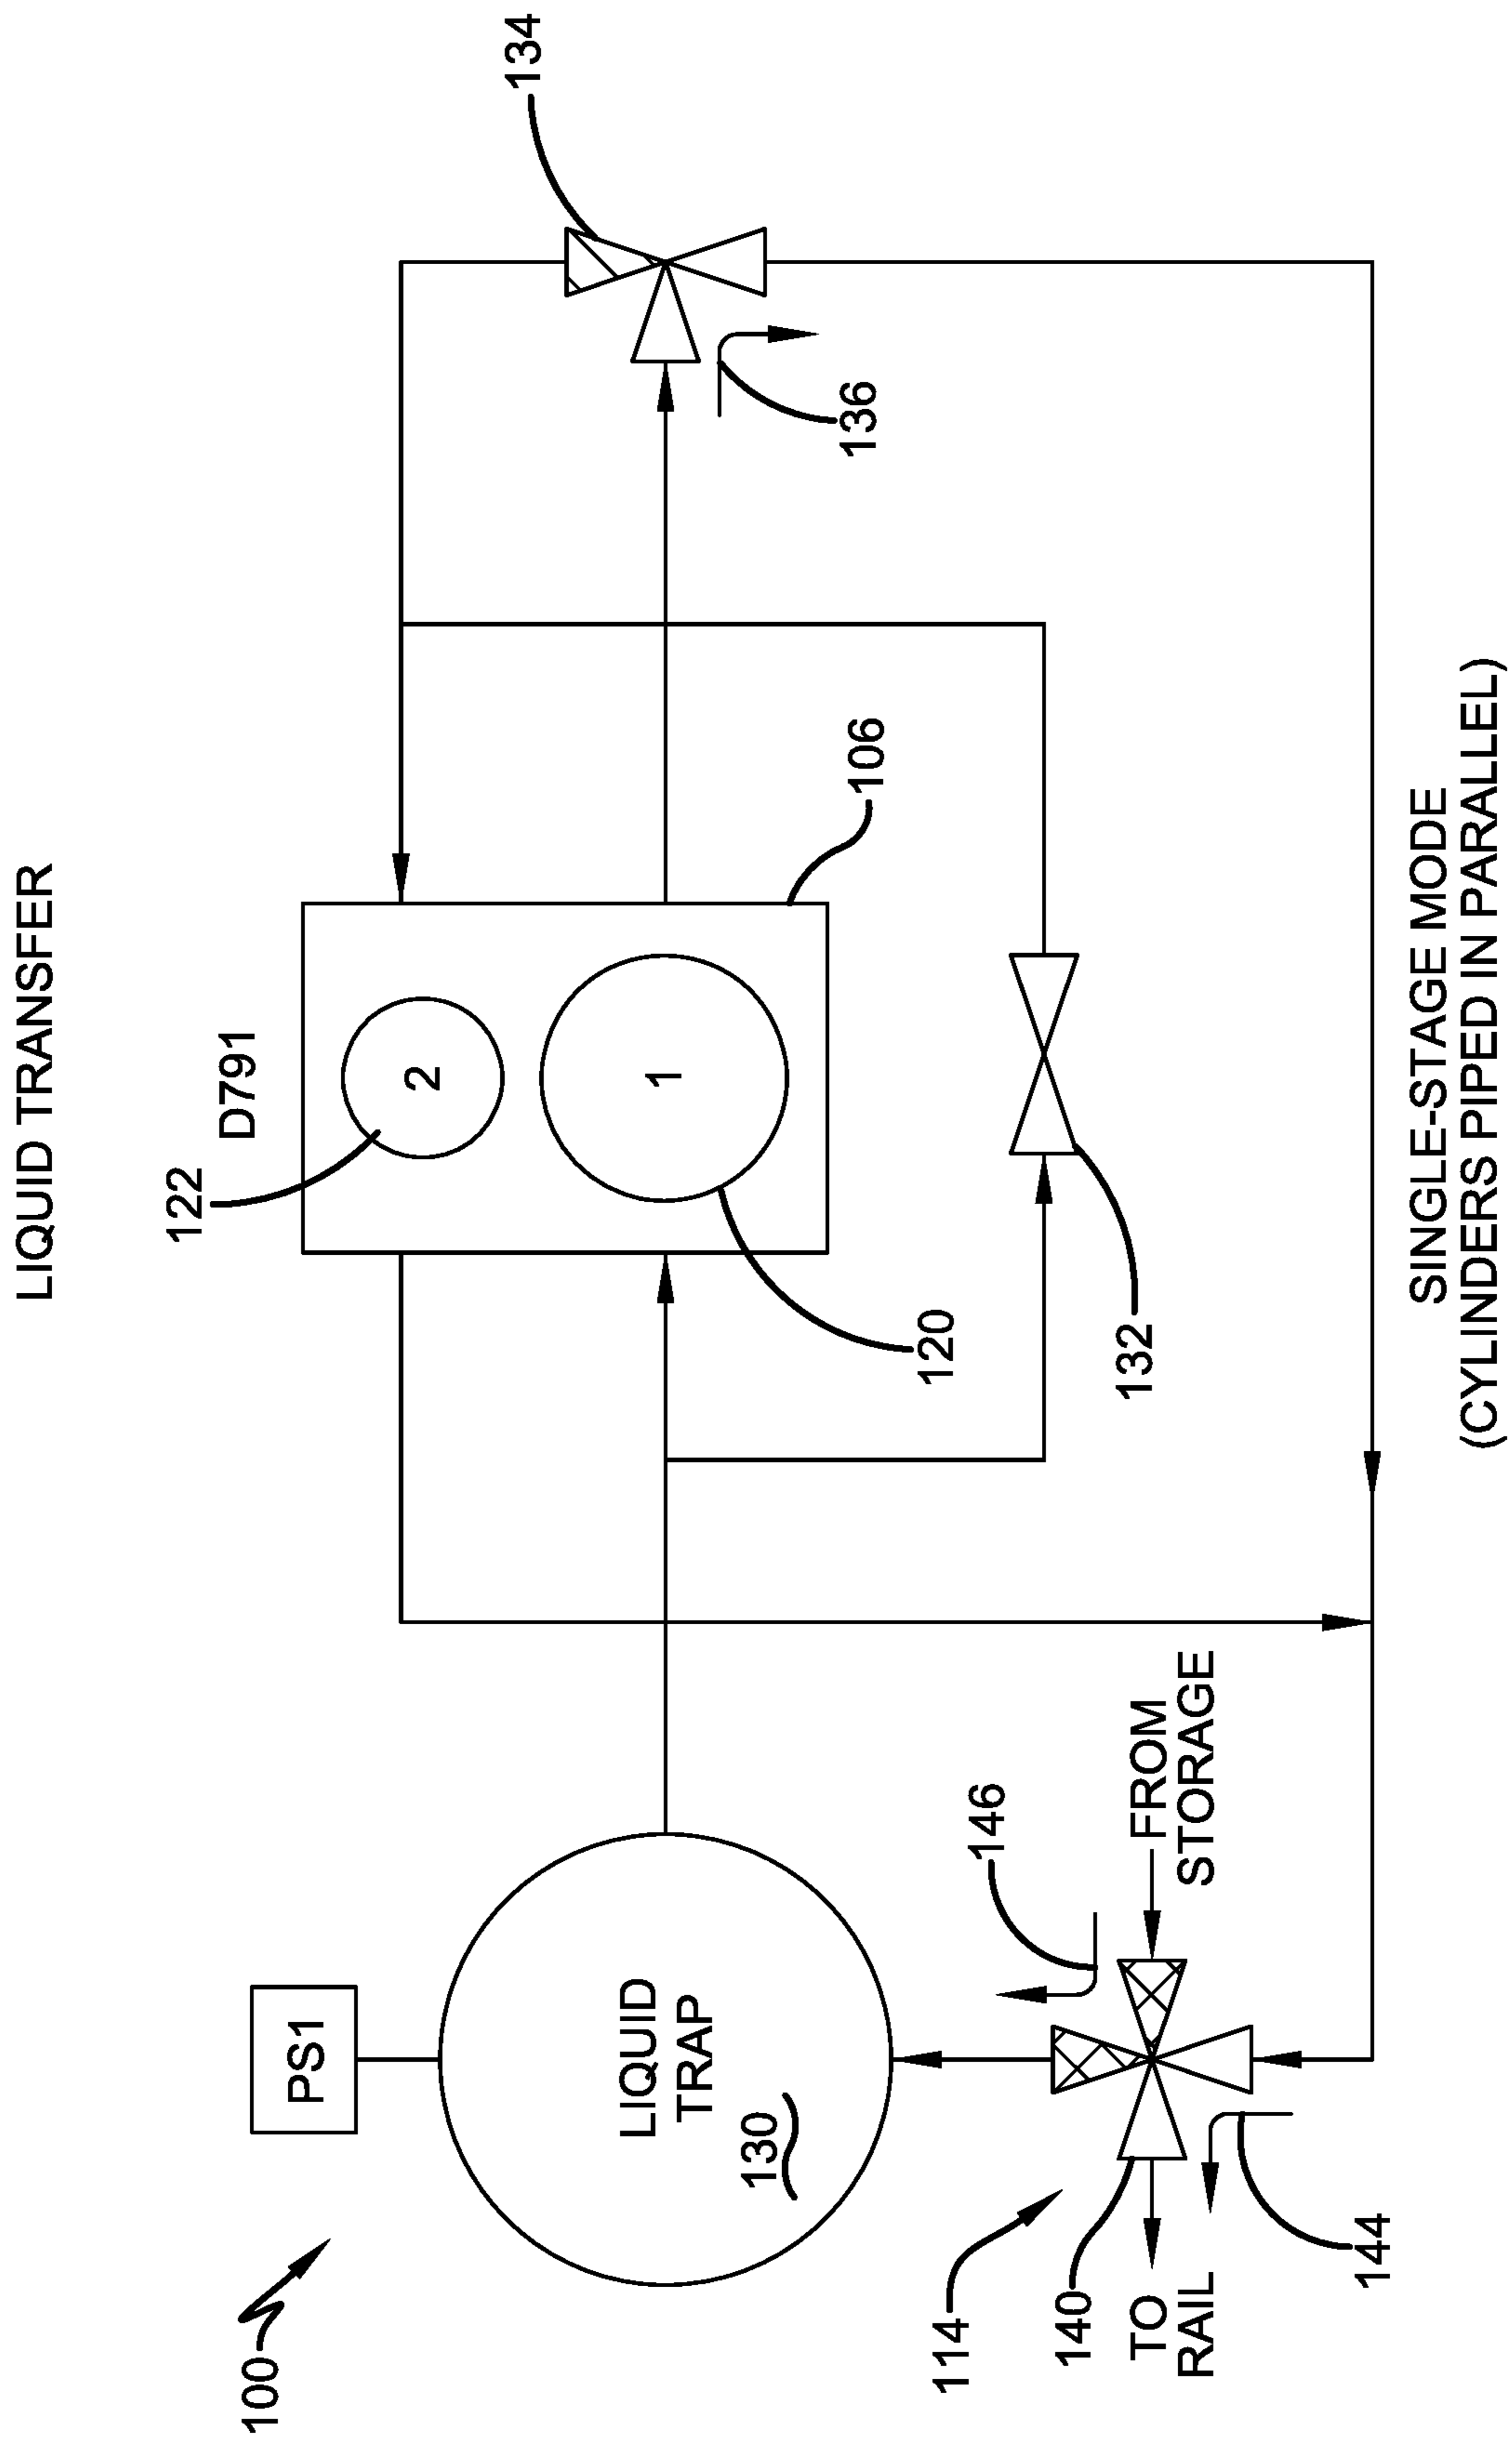 LIQUID TRANSFER
100
PS1
LIQUID
TRAP
130
122
D791
2
1
120
106
134
136
132
114
140
TO
RAIL
144
146
FROM
STORAGE
SINGLE-STAGE MODE
(CYLINDERS PIPED IN PARALLEL)